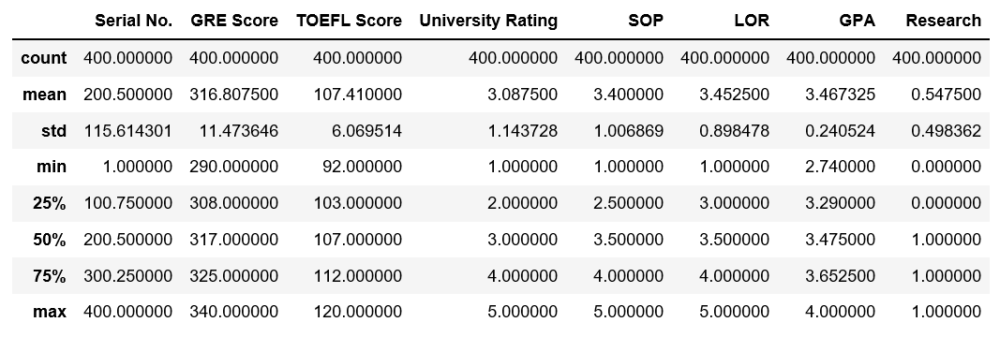 Serial No. GRE Score TOEFL Score University Rating SOP LOR GPA Research
count 400.000000 400.000000 400.000000 400.000000 400.000000 400.000000 400.000000 400.000000
mean 200.500000 316.807500 107.410000 3.087500 3.400000 3.452500 3.467325 0.547500
std 115.614301 11.473646 6.069514 1.143728 1.006869 0.898478 0.240524 0.498362
min 1.000000 290.000000 92.000000 1.000000 1.000000 1.000000 2.740000 0.000000
25% 100.750000 308.000000 103.000000 2.000000 2.500000 3.000000 3.290000 0.000000
50% 200.500000 317.000000 107.000000 3.000000 3.500000 3.500000 3.475000 1.000000
75% 300.250000 325.000000 112.000000 4.000000 4.000000 4.000000 3.652500 1.000000
max 400.000000 340.000000 120.000000 5.000000 5.000000 5.000000 4.000000 1.000000